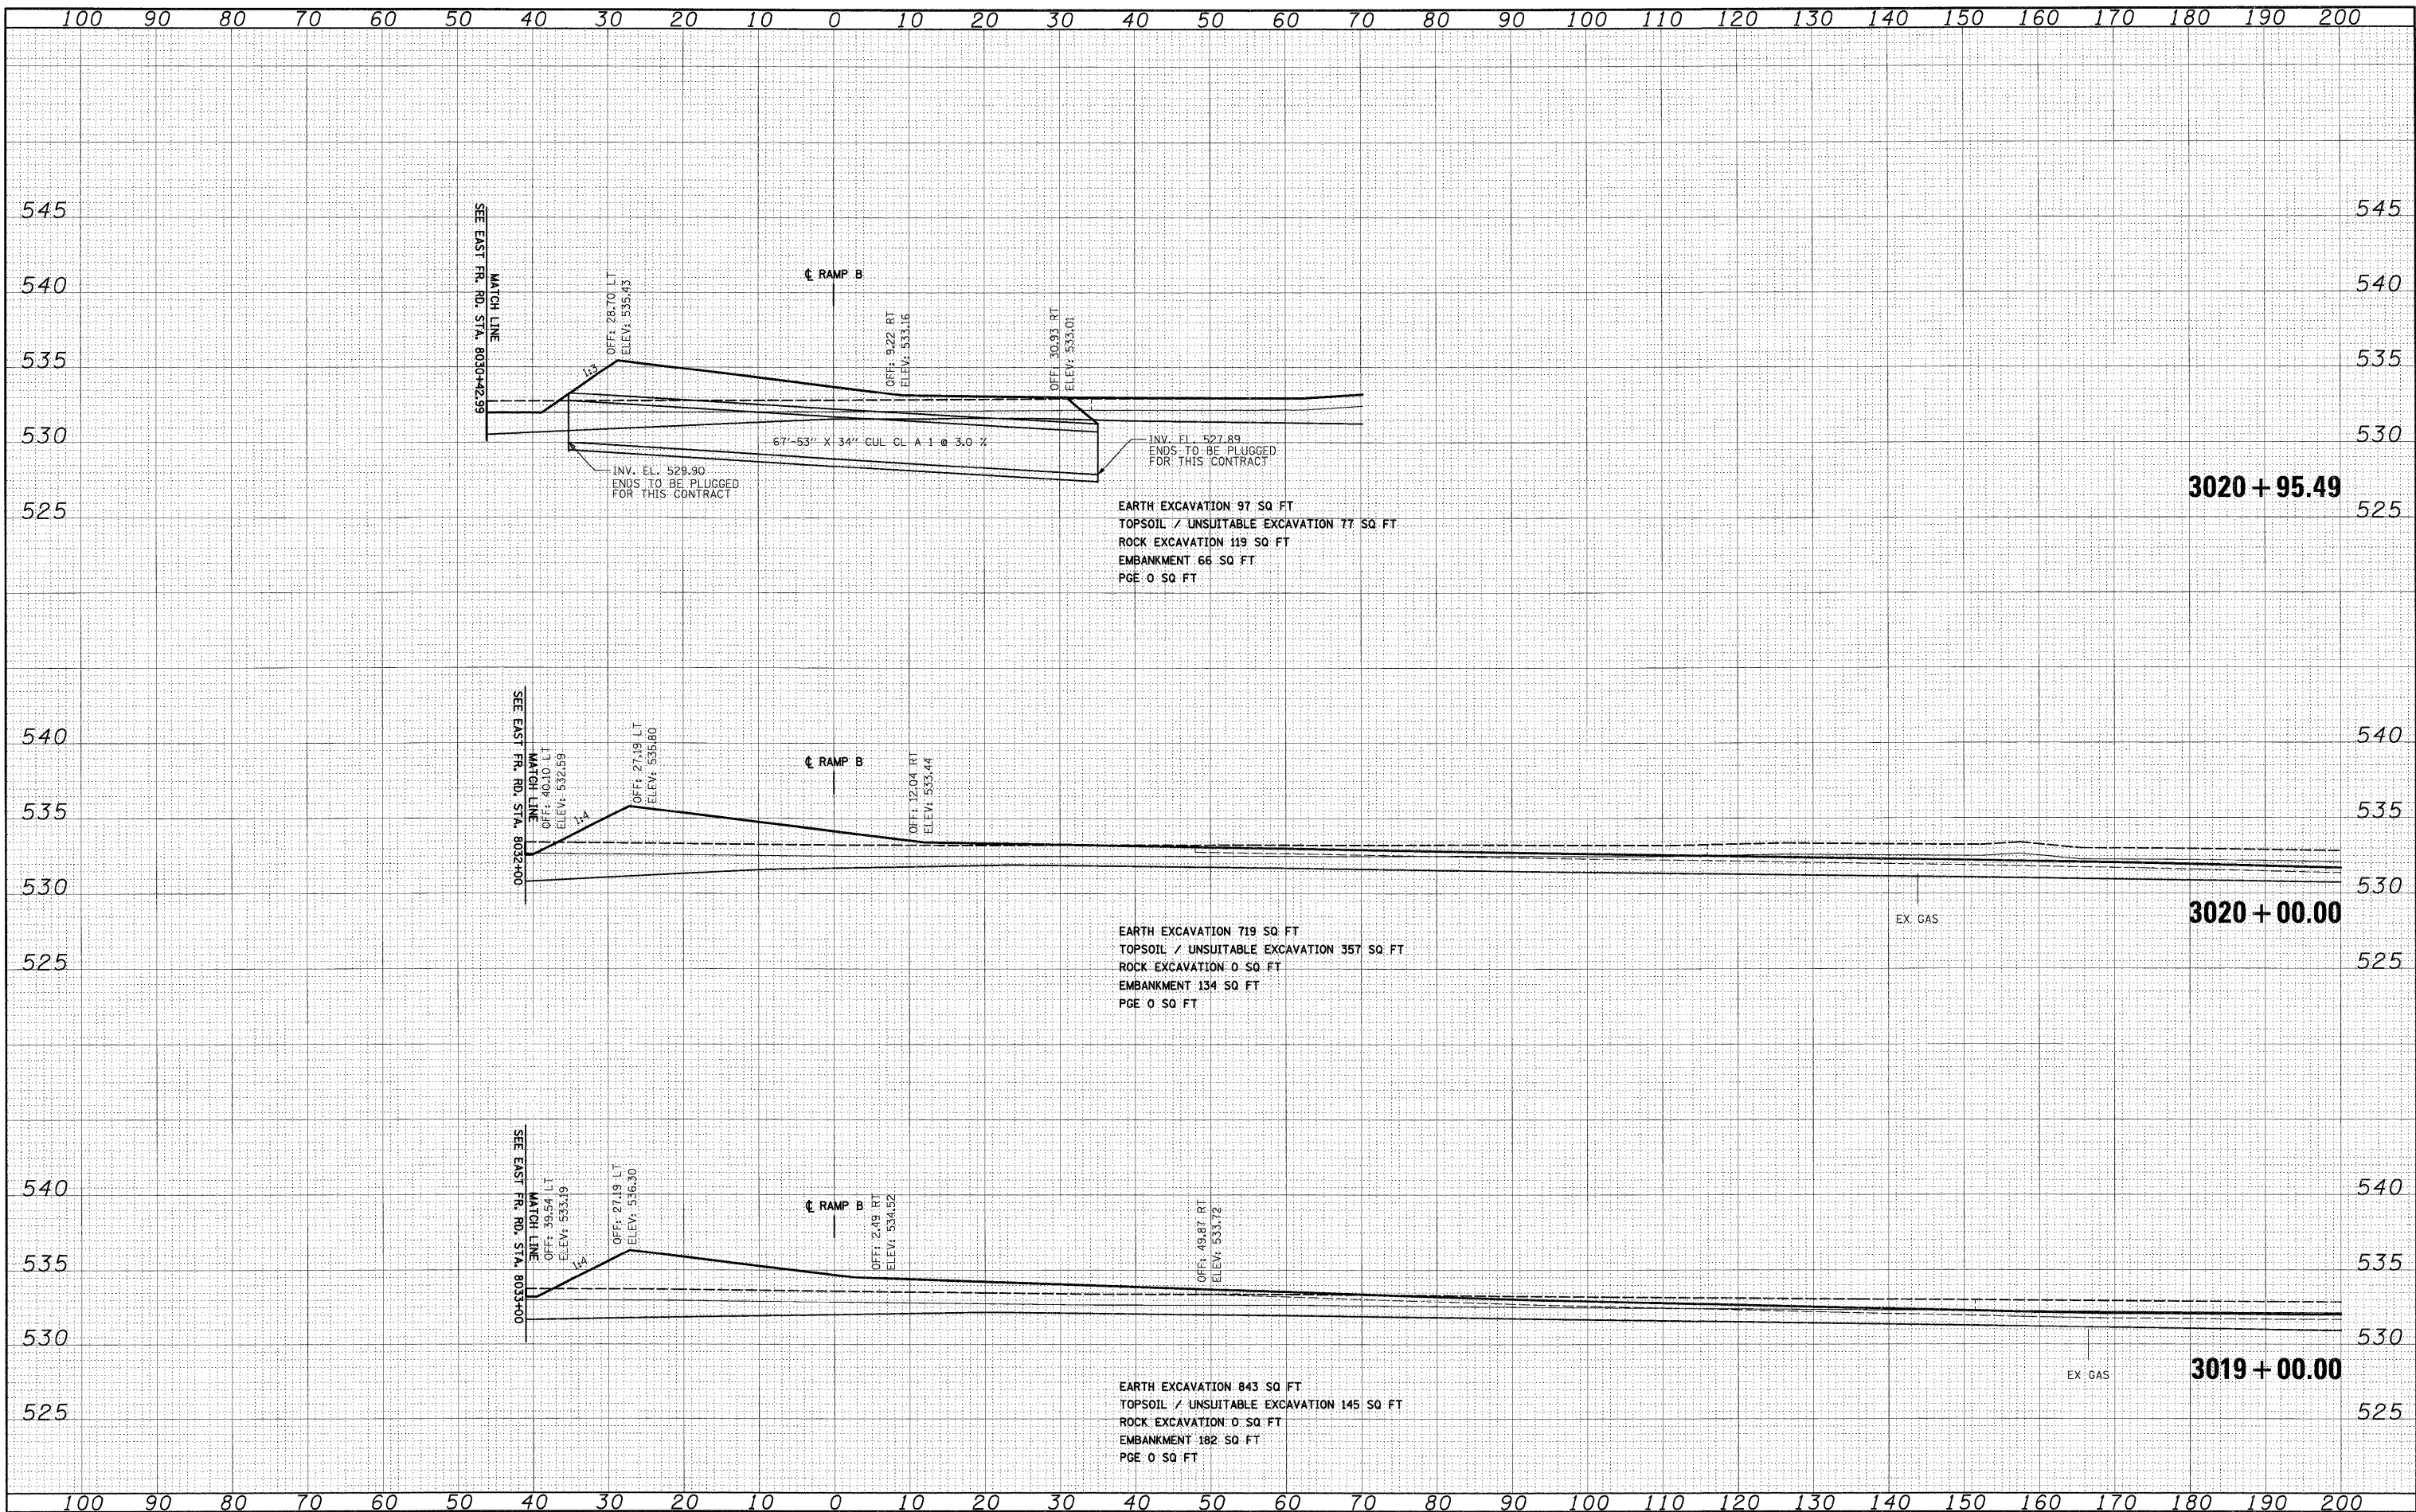 100 90 80 70 60 50 40 30 20 10 0 10 20 30 40 50 60 70 80 90 100 110 120 130 140 150 160 170 180 190 200
545 545
540 540
535 535
530 530
525 525
SEE EAST FR. RD. STA. 8030+42.99
MATCH LINE
OFF: 28.70 LT
ELEV: 535.43
1:3
℄ RAMP B
OFF: 9.22 RT
ELEV: 533.16
OFF: 30.93 RT
ELEV: 533.01
67'-53" X 34" CUL CL A 1 @ 3.0 %
INV. EL. 529.90
ENDS TO BE PLUGGED
FOR THIS CONTRACT
INV. EL. 527.89
ENDS TO BE PLUGGED
FOR THIS CONTRACT
3020 + 95.49
EARTH EXCAVATION 97 SQ FT
TOPSOIL / UNSUITABLE EXCAVATION 77 SQ FT
ROCK EXCAVATION 119 SQ FT
EMBANKMENT 66 SQ FT
PGE 0 SQ FT
540 540
535 535
530 530
525 525
SEE EAST FR. RD. STA. 8032+00
MATCH LINE
OFF: 40.10 LT
ELEV: 532.59
1:4
OFF: 27.19 LT
ELEV: 535.80
℄ RAMP B
OFF: 12.04 RT
ELEV: 533.44
EX GAS
3020 + 00.00
EARTH EXCAVATION 719 SQ FT
TOPSOIL / UNSUITABLE EXCAVATION 357 SQ FT
ROCK EXCAVATION 0 SQ FT
EMBANKMENT 134 SQ FT
PGE 0 SQ FT
540 540
535 535
530 530
525 525
SEE EAST FR. RD. STA. 8033+00
MATCH LINE
OFF: 39.54 LT
ELEV: 533.19
1:4
OFF: 27.19 LT
ELEV: 536.30
℄ RAMP B
OFF: 2.49 RT
ELEV: 534.52
OFF: 49.87 RT
ELEV: 533.72
EX GAS
3019 + 00.00
EARTH EXCAVATION 843 SQ FT
TOPSOIL / UNSUITABLE EXCAVATION 145 SQ FT
ROCK EXCAVATION 0 SQ FT
EMBANKMENT 182 SQ FT
PGE 0 SQ FT
100 90 80 70 60 50 40 30 20 10 0 10 20 30 40 50 60 70 80 90 100 110 120 130 140 150 160 170 180 190 200